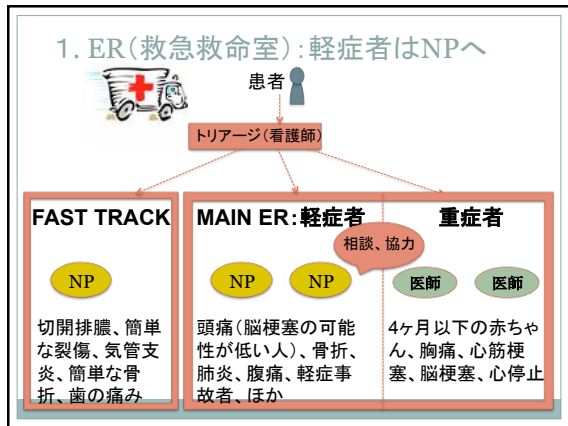 1. ER(救急救命室):軽症者はNPへ
患者
トリアージ(看護師)
FAST TRACK
NP
切開排膿、簡単
な裂傷、気管支
炎、簡単な骨
折、歯の痛み
MAIN ER:軽症者
NP
NP
相談、協力
頭痛(脳梗塞の可能
性が低い人)、骨折、
肺炎、腹痛、軽症事
故者、ほか
重症者
医師
医師
4ヶ月以下の赤ちゃ
ん、胸痛、心筋梗
塞、脳梗塞、心停止